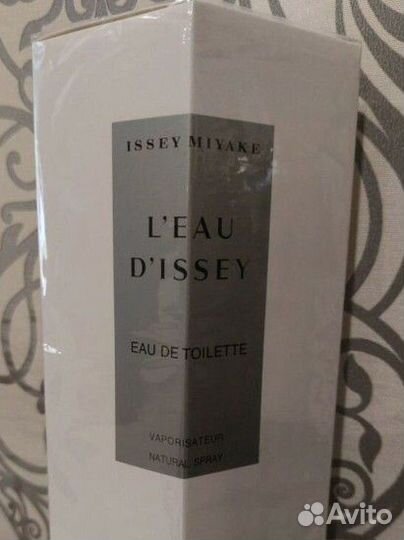 ISSEY MIYAKE
L'EAU
D'ISSEY
EAU DE TOILETTE
VAPORISATEUR
NATURAL SPRAY
Avito